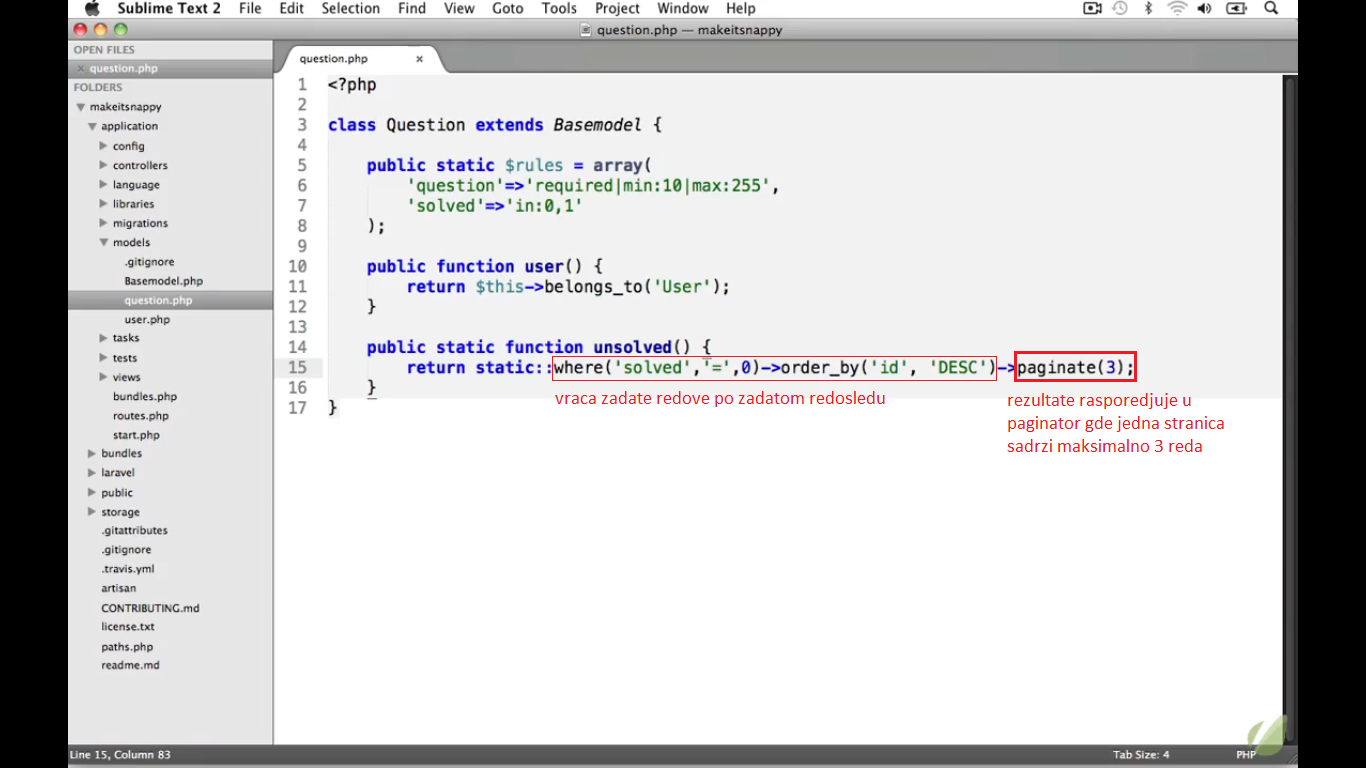 Sublime Text 2 File Edit Selection Find View Goto Tools Project Window Help
question.php — makeitsnappy
OPEN FILES
× question.php
FOLDERS
makeitsnappy
application
config
controllers
language
libraries
migrations
models
.gitignore
Basemodel.php
question.php
user.php
tasks
tests
views
bundles.php
routes.php
start.php
bundles
laravel
public
storage
.gitattributes
.gitignore
.travis.yml
artisan
CONTRIBUTING.md
license.txt
paths.php
readme.md
question.php ×
1 <?php
2
3 class Question extends Basemodel {
4
5     public static $rules = array(
6         'question'=>'required|min:10|max:255',
7         'solved'=>'in:0,1'
8     );
9
10     public function user() {
11         return $this->belongs_to('User');
12     }
13
14     public static function unsolved() {
15         return static::where('solved','=',0)->order_by('id', 'DESC')->paginate(3);
16     }
17 }
vraca zadate redove po zadatom redosledu
rezultate rasporedjuje u
paginator gde jedna stranica
sadrzi maksimalno 3 reda
Line 15, Column 83
Tab Size: 4 PHP